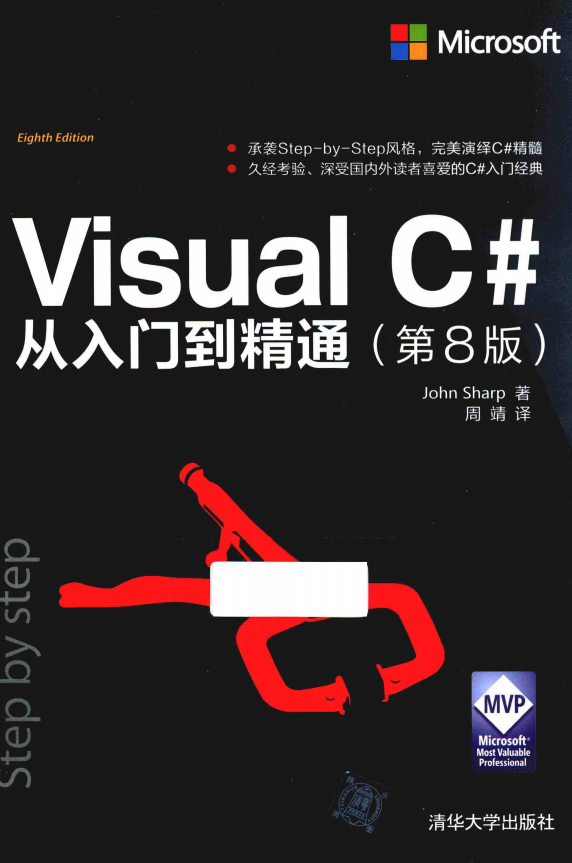 Microsoft
Eighth Edition
承袭Step-by-Step风格，完美演绎C#精髓
久经考验、深受国内外读者喜爱的C#入门经典
Visual C#
从入门到精通（第8版）
John Sharp 著
周靖 译
Step by step
MVP
Microsoft®
Most Valuable
Professional
清华大学出版社